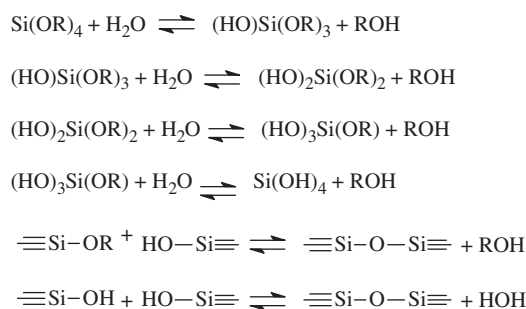 Si(OR)₄ + H₂O ⇌ (HO)Si(OR)₃ + ROH
(HO)Si(OR)₃ + H₂O ⇌ (HO)₂Si(OR)₂ + ROH
(HO)₂Si(OR)₂ + H₂O ⇌ (HO)₃Si(OR) + ROH
(HO)₃Si(OR) + H₂O ⇌ Si(OH)₄ + ROH
≡Si–OR + HO–Si≡ ⇌ ≡Si–O–Si≡ + ROH
≡Si–OH + HO–Si≡ ⇌ ≡Si–O–Si≡ + HOH